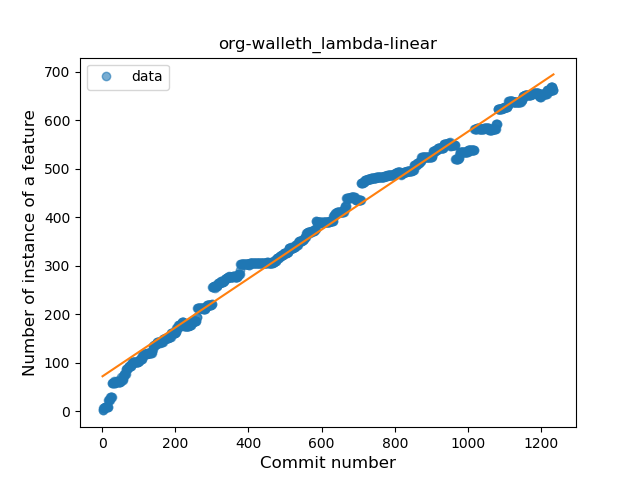 org-walleth_lambda-linear
data
Number of instance of a feature
700
600
500
400
300
200
100
0
0 200 400 600 800 1000 1200
Commit number